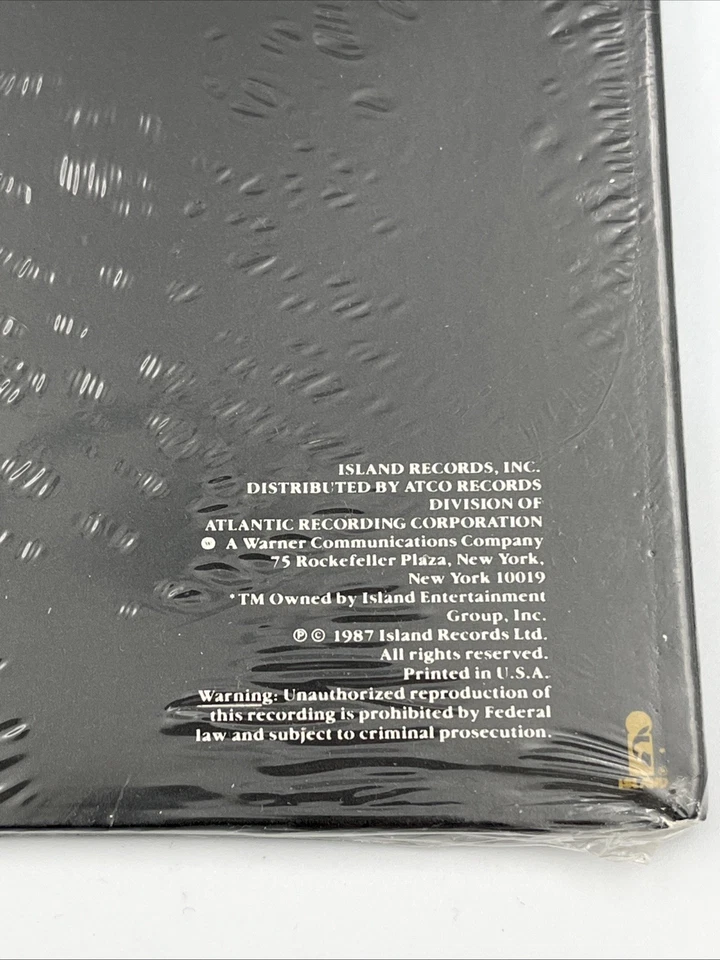 ISLAND RECORDS, INC.
DISTRIBUTED BY ATCO RECORDS
DIVISION OF
ATLANTIC RECORDING CORPORATION
A Warner Communications Company
75 Rockefeller Plaza, New York,
New York 10019
*TM Owned by Island Entertainment
Group, Inc.
℗ © 1987 Island Records Ltd.
All rights reserved.
Printed in U.S.A.
Warning: Unauthorized reproduction of
this recording is prohibited by Federal
law and subject to criminal prosecution.